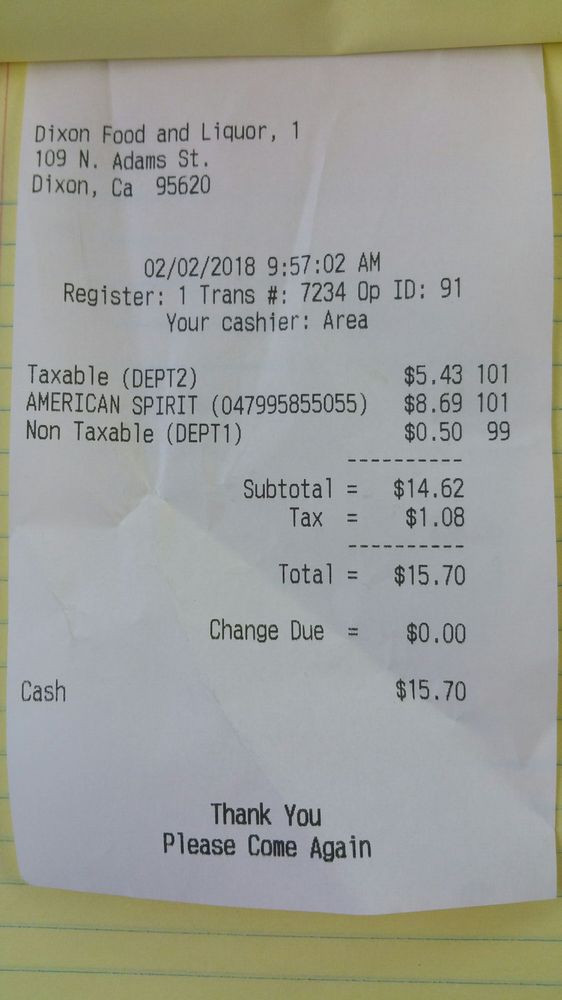 Dixon Food and Liquor, 1
109 N. Adams St.
Dixon, Ca 95620
02/02/2018 9:57:02 AM
Register: 1 Trans #: 7234 Op ID: 91
Your cashier: Area
Taxable (DEPT2) $5.43 101
AMERICAN SPIRIT (047995855055) $8.69 101
Non Taxable (DEPT1) $0.50 99
----------
Subtotal = $14.62
Tax = $1.08
----------
Total = $15.70
Change Due = $0.00
Cash $15.70
Thank You
Please Come Again